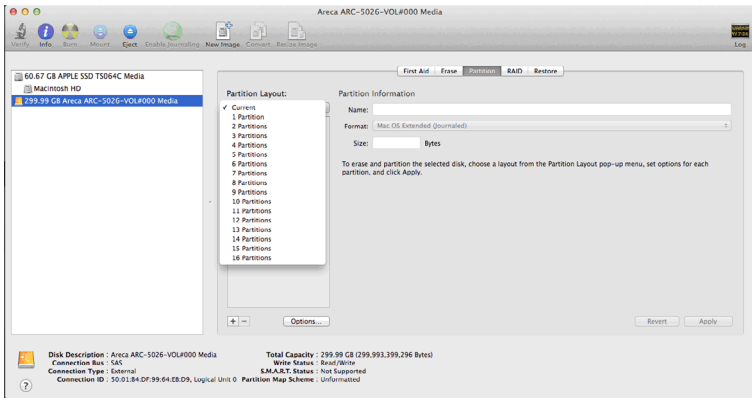 Areca ARC-5026-VOL#000 Media
Verify Info Burn Mount Eject Enable Journaling New Image Convert Resize Image Log
60.67 GB APPLE SSD TS064C Media
Macintosh HD
299.99 GB Areca ARC-5026-VOL#000 Media
First Aid Erase Partition RAID Restore
Partition Layout:
✓ Current
1 Partition
2 Partitions
3 Partitions
4 Partitions
5 Partitions
6 Partitions
7 Partitions
8 Partitions
9 Partitions
10 Partitions
11 Partitions
12 Partitions
13 Partitions
14 Partitions
15 Partitions
16 Partitions
+ −
Options...
Partition Information
Name:
Format: Mac OS Extended (Journaled)
Size: Bytes
To erase and partition the selected disk, choose a layout from the Partition Layout pop-up menu, set options for each
partition, and click Apply.
Revert Apply
Disk Description : Areca ARC-5026-VOL#000 Media
Connection Bus : SAS
Connection Type : External
Connection ID : 50:01:B4:DF:99:64:EB:D9, Logical Unit 0
Total Capacity : 299.99 GB (299,993,399,296 Bytes)
Write Status : Read/Write
S.M.A.R.T. Status : Not Supported
Partition Map Scheme : Unformatted
?